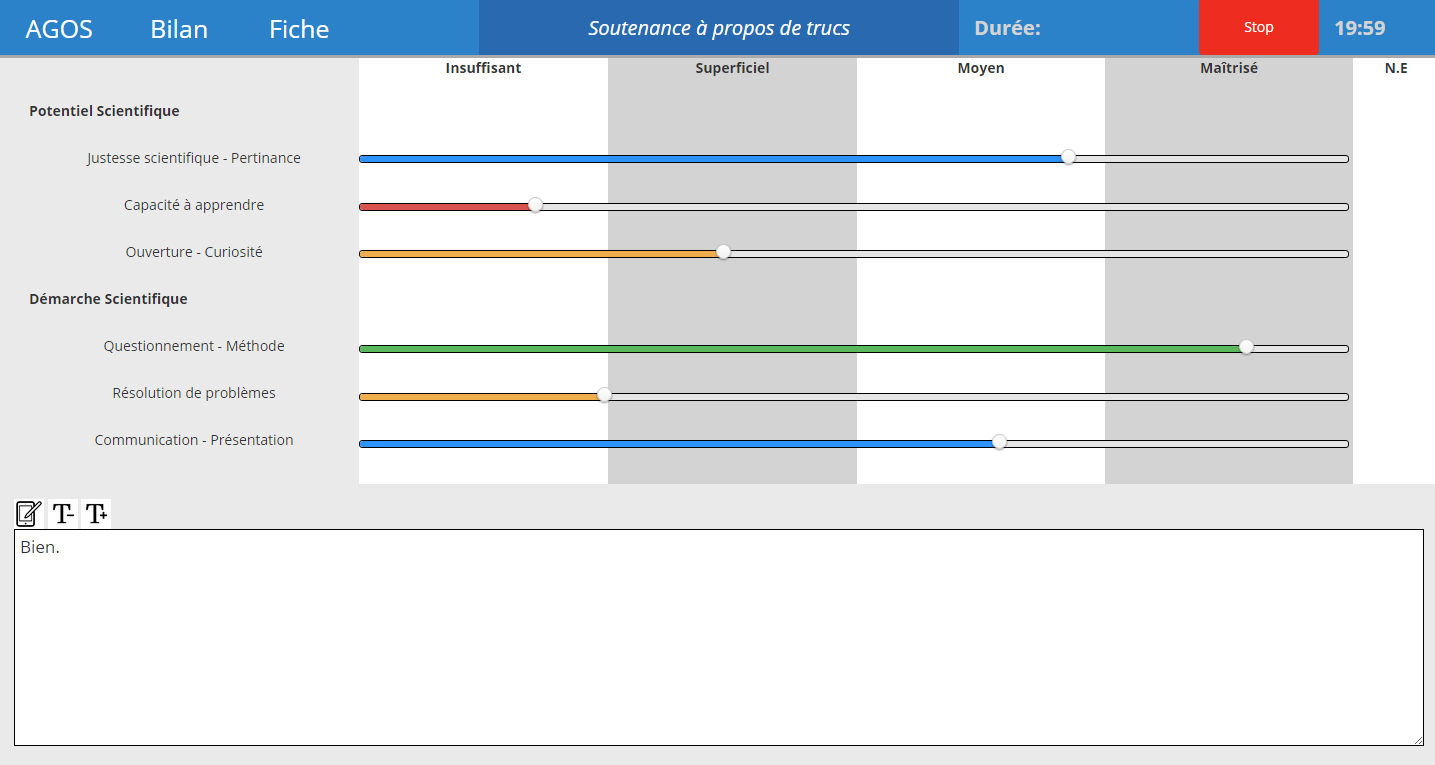 AGOS Bilan Fiche Soutenance à propos de trucs Durée: Stop 19:59
Insuffisant Superficiel Moyen Maîtrisé N.E
Potentiel Scientifique
Justesse scientifique - Pertinance
Capacité à apprendre
Ouverture - Curiosité
Démarche Scientifique
Questionnement - Méthode
Résolution de problèmes
Communication - Présentation
T- T+
Bien.